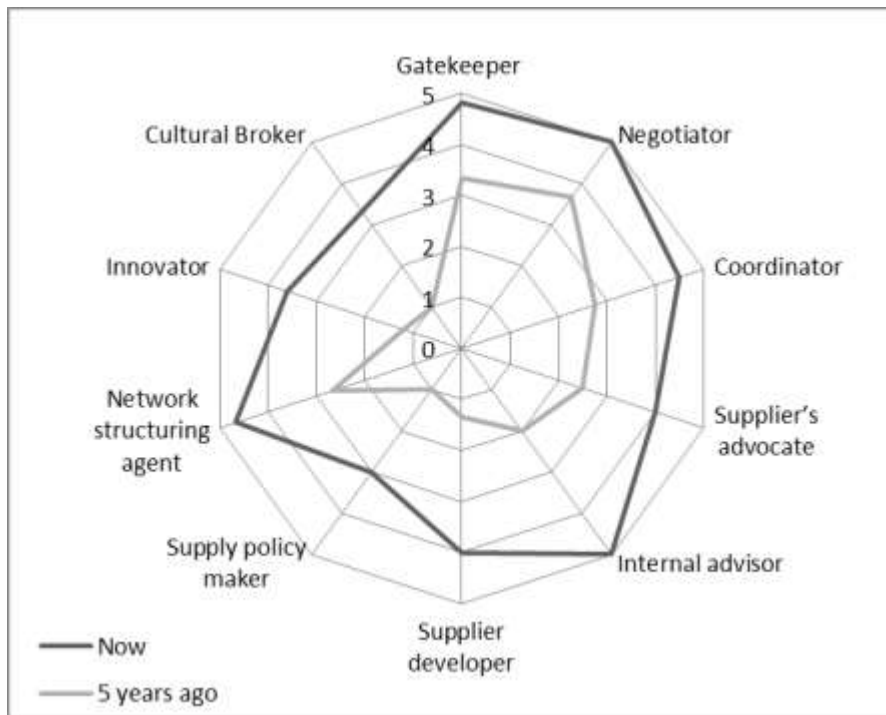 Gatekeeper
5
Cultural Broker
Negotiator
4
3
Innovator
2
Coordinator
1
0
Network
structuring
agent
Supplier's
advocate
Supply policy
maker
Internal advisor
Supplier
developer
Now
5 years ago